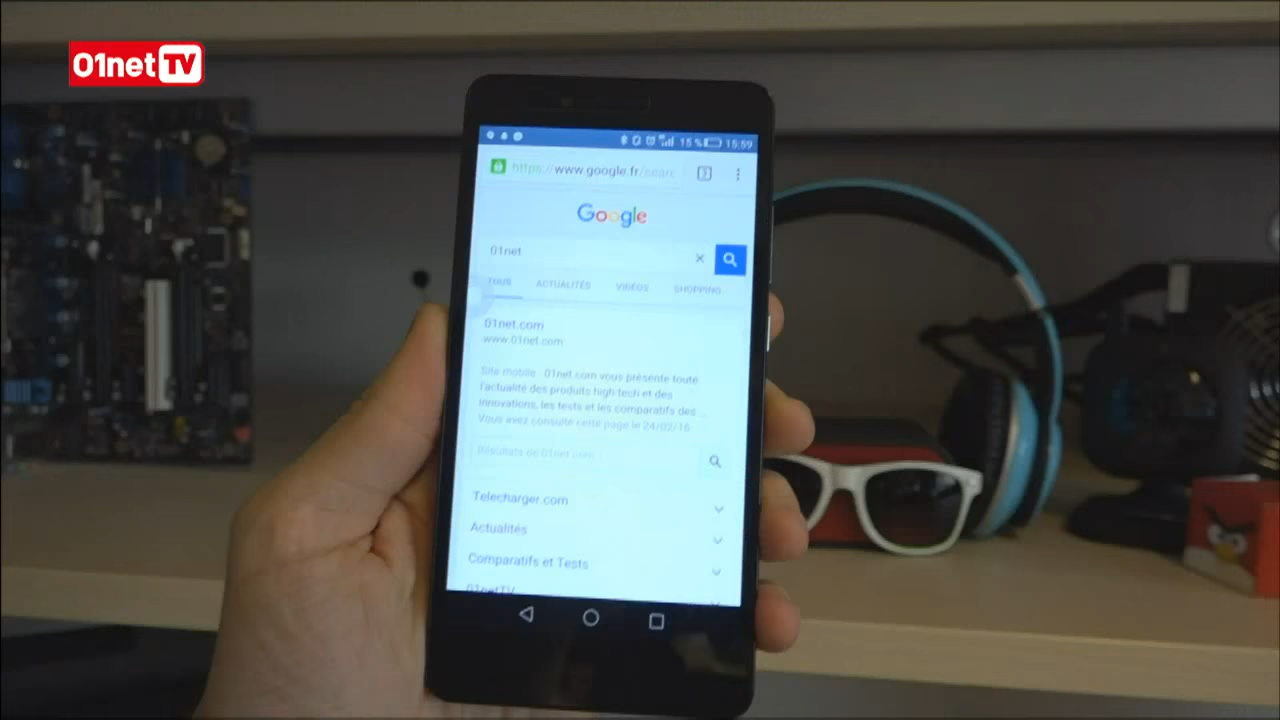 01net TV
15 % 15:59
https://www.google.fr/searc
Google
01net
TOUS ACTUALITÉS VIDÉOS SHOPPING
01net.com
www.01net.com
Site mobile : 01net.com vous présente toute
l'actualité des produits high tech et des
innovations, les tests et les comparatifs des
Vous avez consulté cette page le 24/02/16.
Résultats de 01net.com
Telecharger.com
Actualités
Comparatifs et Tests
01netTV